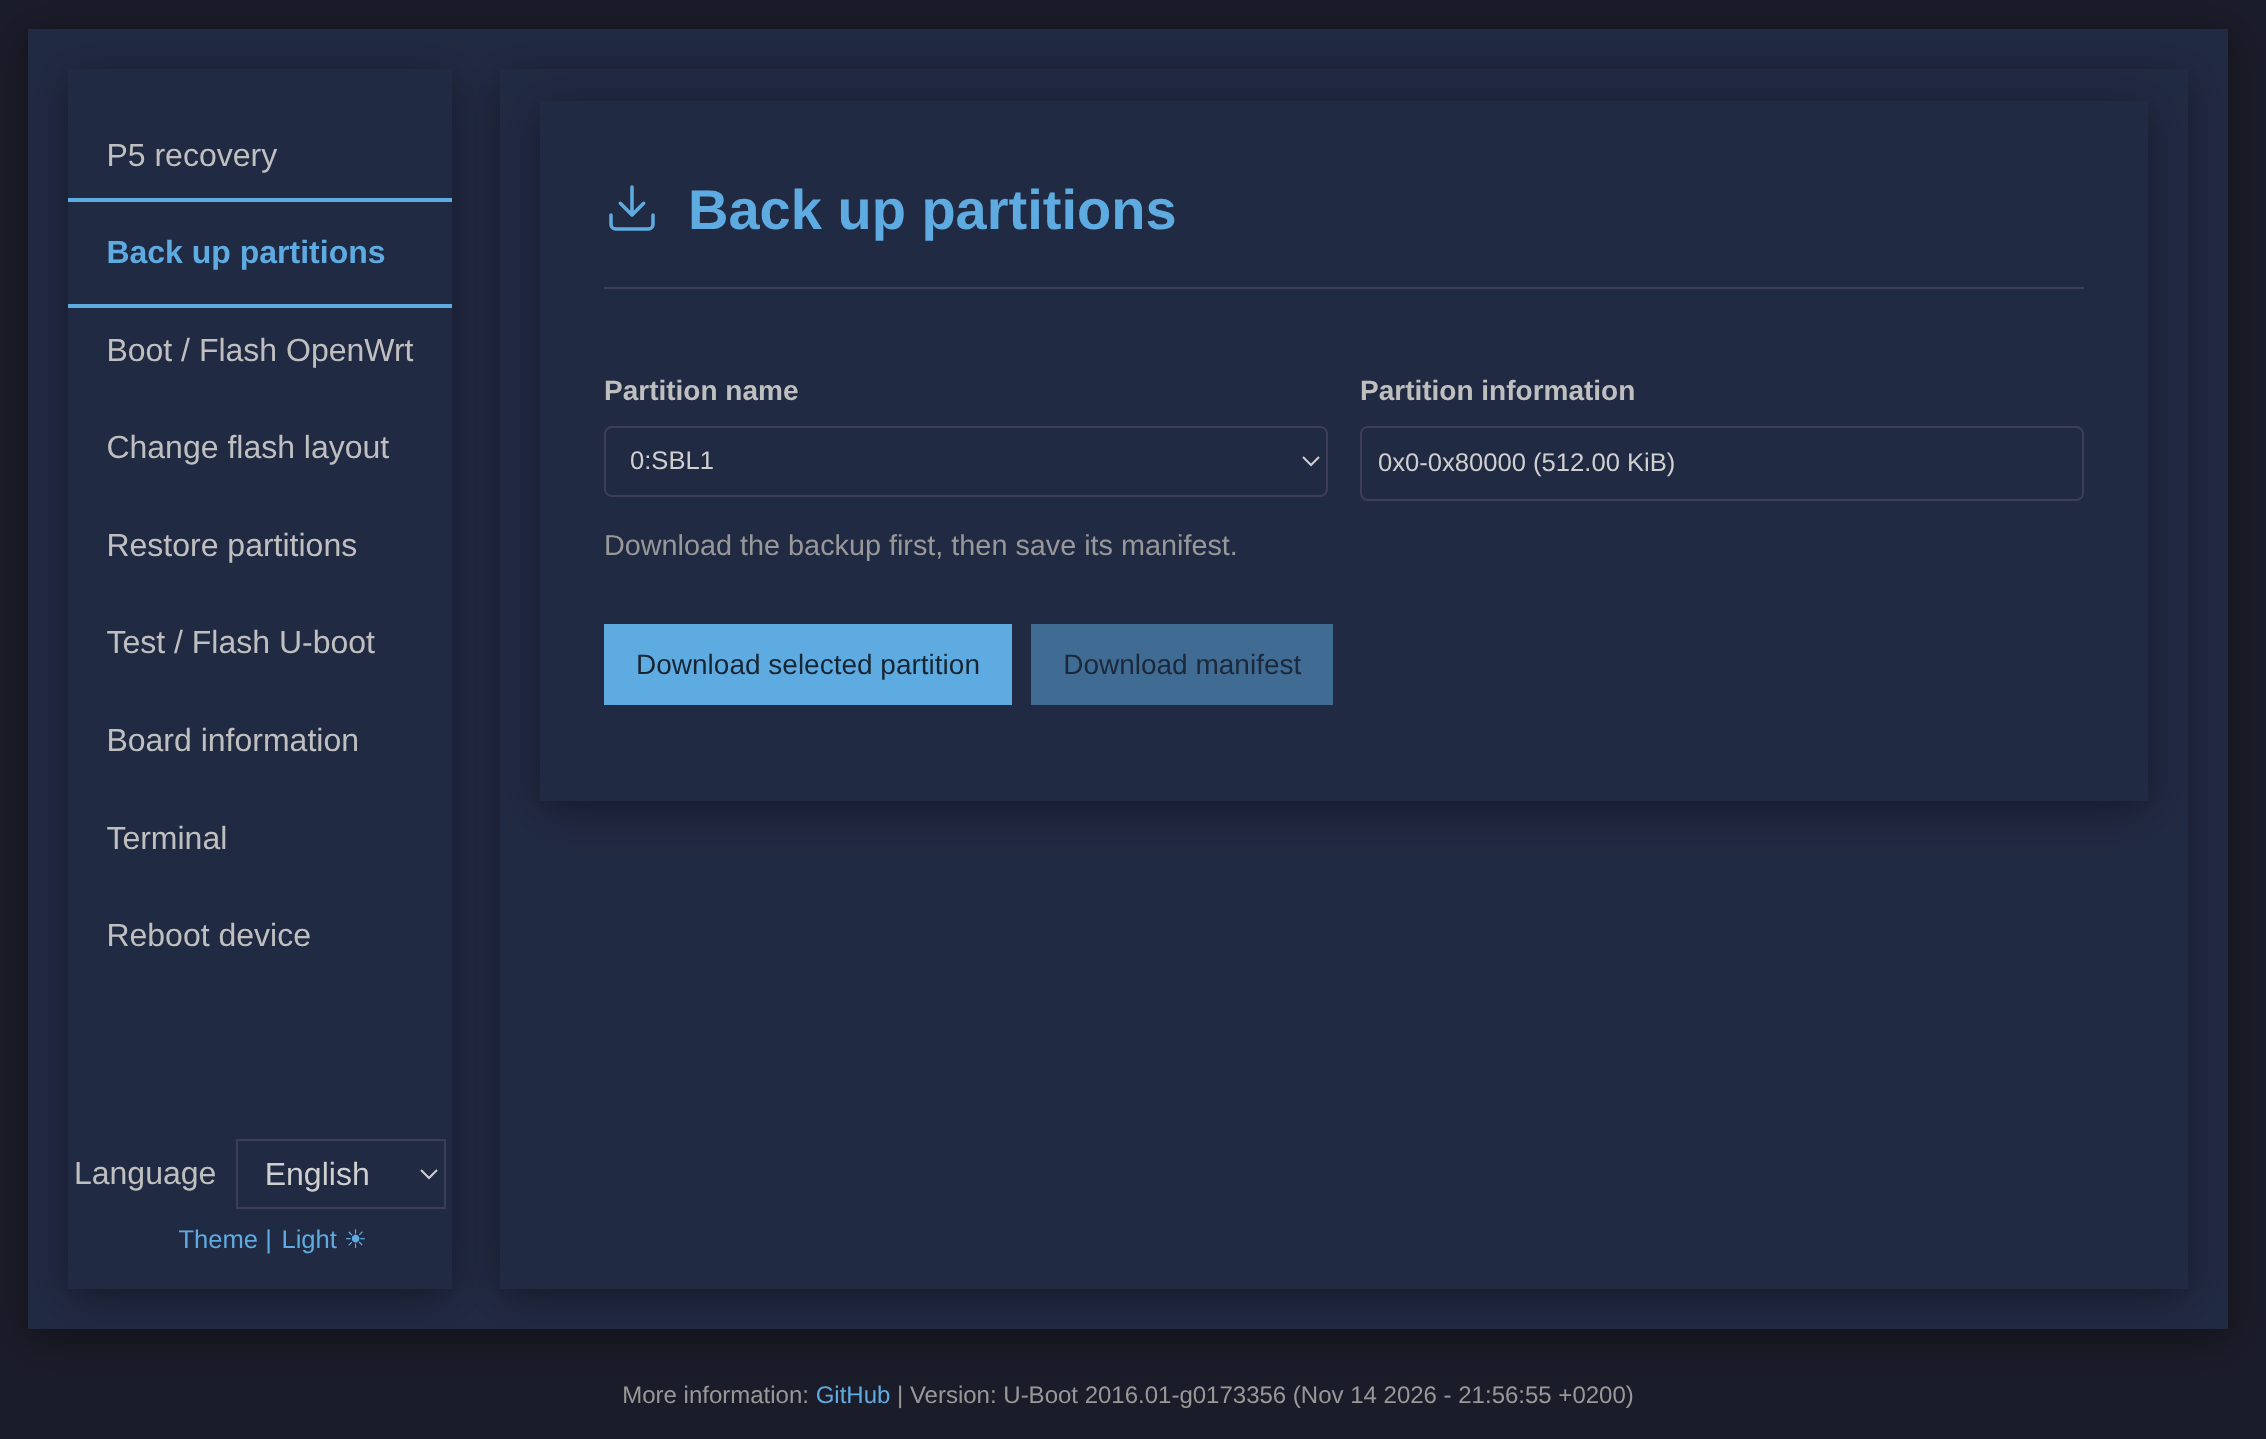 P5 recovery
Back up partitions
Boot / Flash OpenWrt
Change flash layout
Restore partitions
Test / Flash U-boot
Board information
Terminal
Reboot device
Language English
Theme | Light ☀
Back up partitions
Partition name
0:SBL1
Partition information
0x0-0x80000 (512.00 KiB)
Download the backup first, then save its manifest.
Download selected partition
Download manifest
More information: GitHub | Version: U-Boot 2016.01-g0173356 (Nov 14 2026 - 21:56:55 +0200)